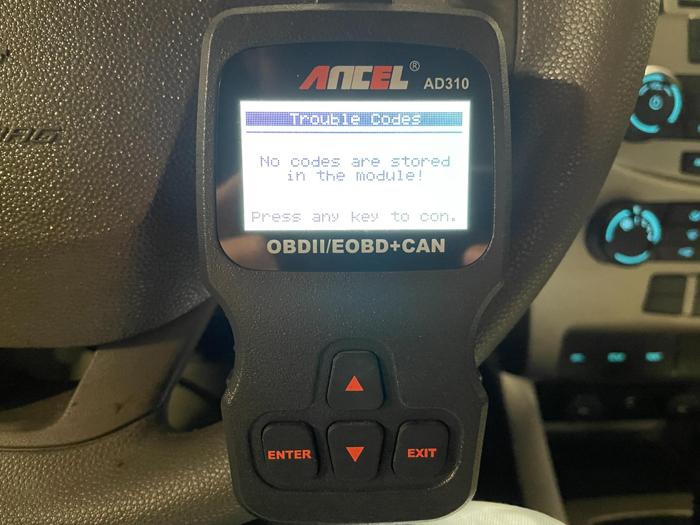 ANCEL®
AD310
Trouble Codes
No codes are stored
in the module!
Press any key to con.
OBDII/EOBD+CAN
ENTER
EXIT